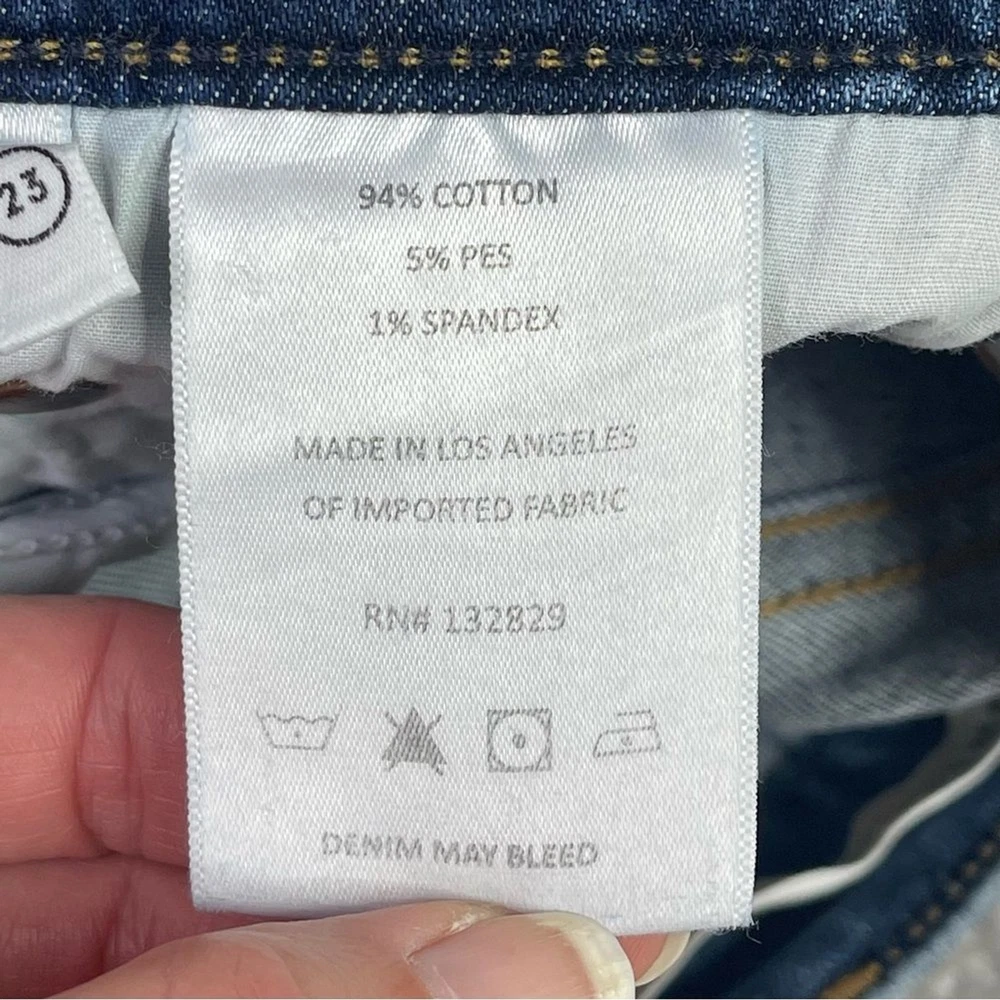 23
94% COTTON
5% PES
1% SPANDEX
MADE IN LOS ANGELES
OF IMPORTED FABRIC
RN# 132829
DENIM MAY BLEED